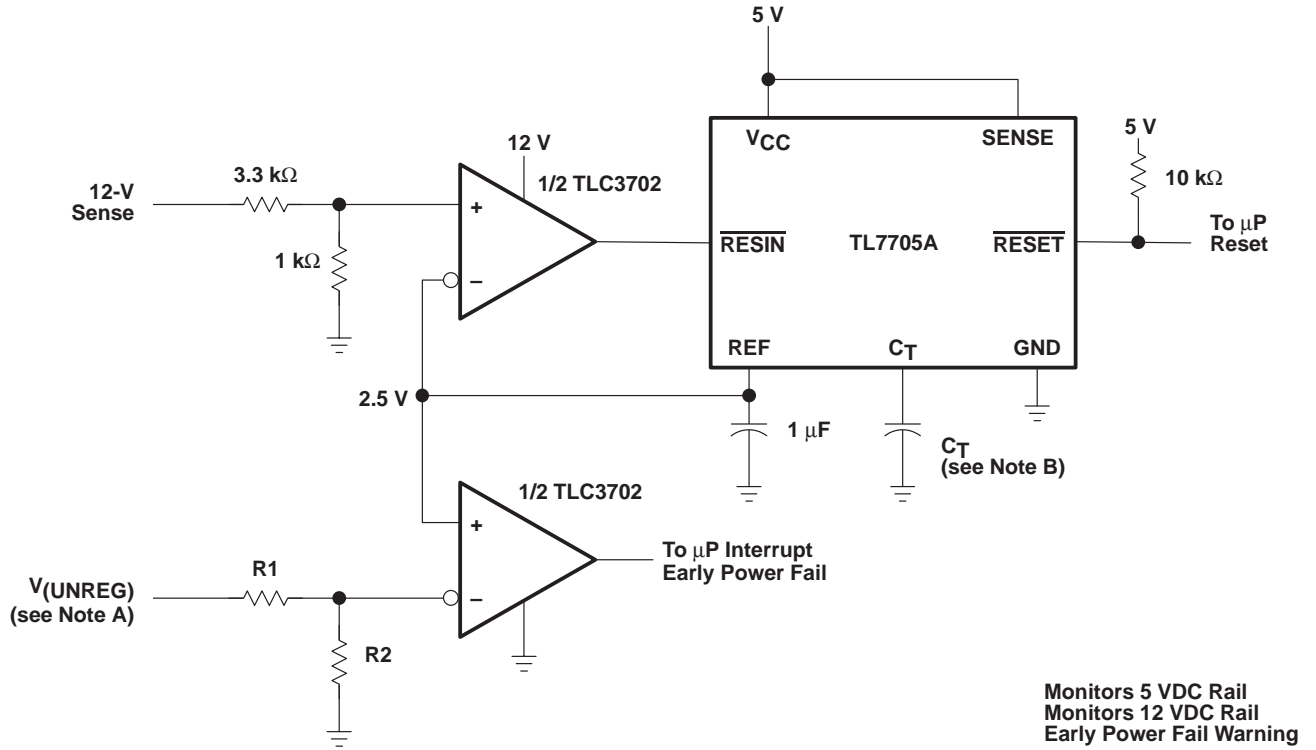 5 V
12 V
1/2 TLC3702
3.3 kΩ
12-V
Sense
1 kΩ
+
−
VCC
SENSE
RESIN
TL7705A
RESET
REF
CT
GND
5 V
10 kΩ
To μP
Reset
2.5 V
1 μF
CT
(see Note B)
1/2 TLC3702
+
−
To μP Interrupt
Early Power Fail
R1
V(UNREG)
(see Note A)
R2
Monitors 5 VDC Rail
Monitors 12 VDC Rail
Early Power Fail Warning